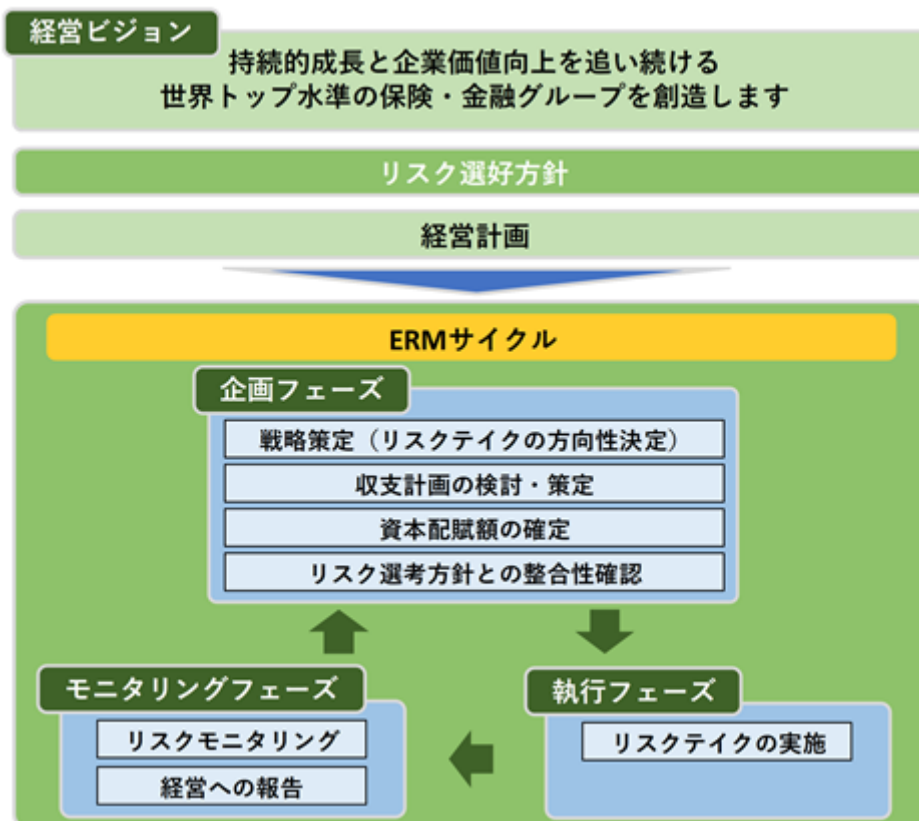 経営ビジョン
持続的成長と企業価値向上を追い続ける
世界トップ水準の保険・金融グループを創造します
リスク選好方針
経営計画
ERMサイクル
企画フェーズ
戦略策定（リスクテイクの方向性決定）
収支計画の検討・策定
資本配賦額の確定
リスク選考方針との整合性確認
モニタリングフェーズ
リスクモニタリング
経営への報告
執行フェーズ
リスクテイクの実施